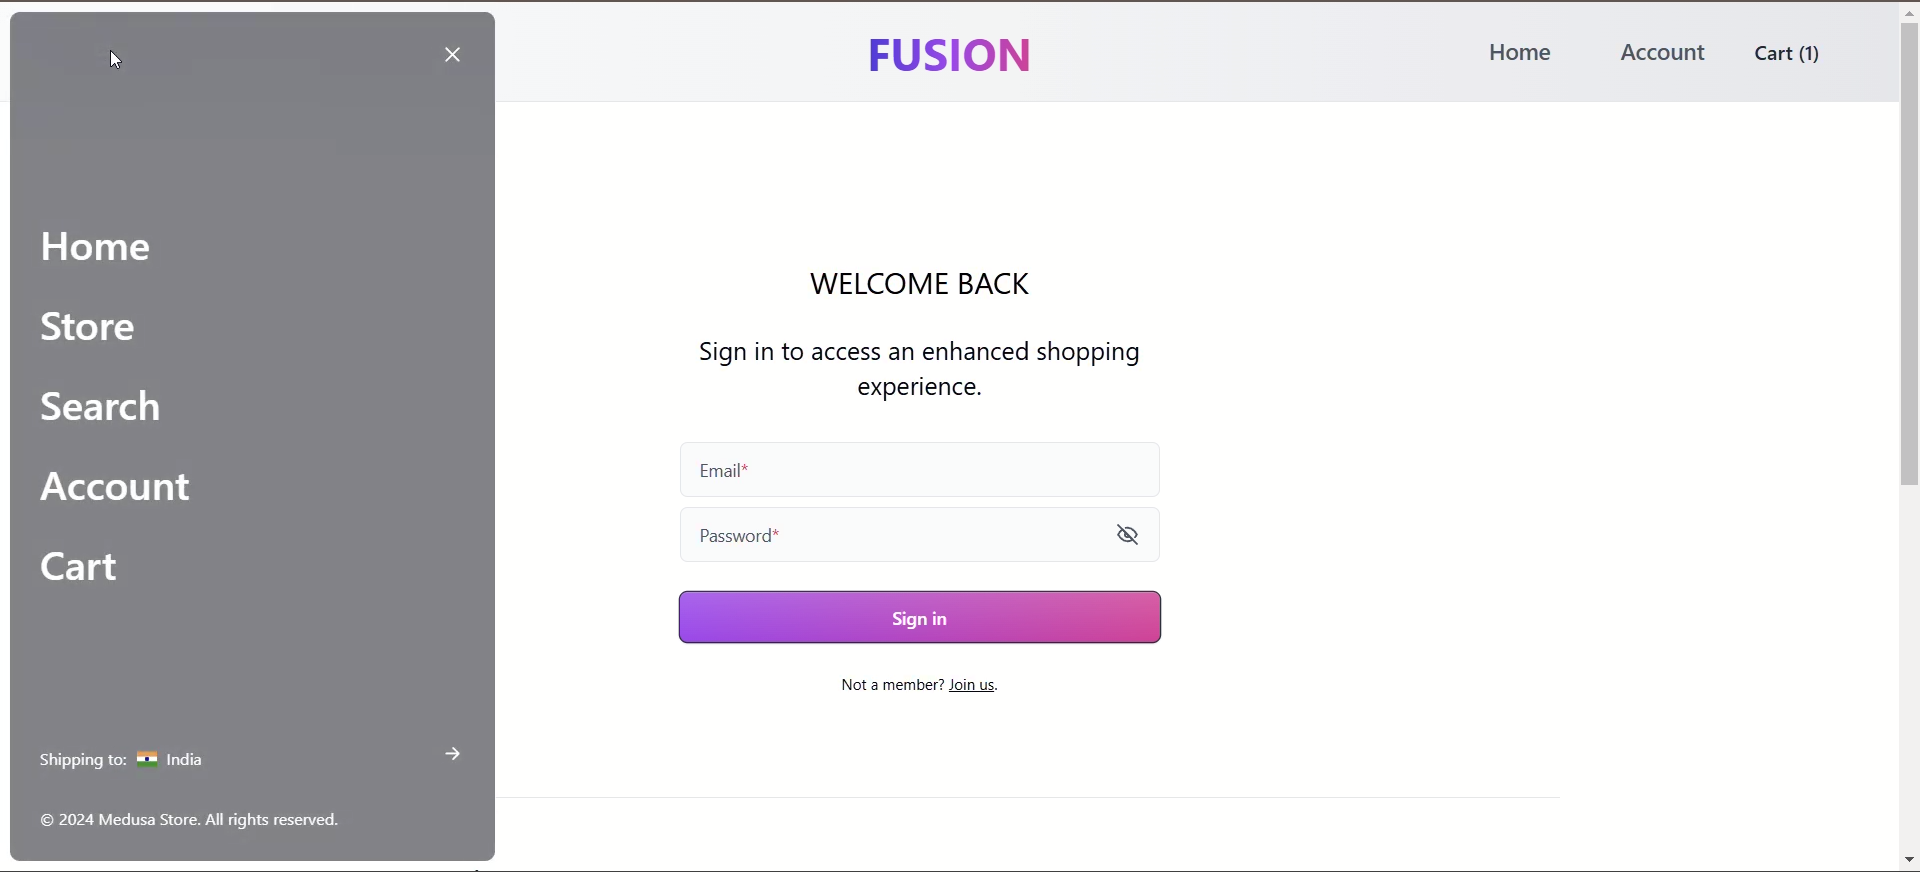 FUSION
Home
Account
Cart (1)
Home
Store
Search
Account
Cart
Shipping to: India
© 2024 Medusa Store. All rights reserved.
WELCOME BACK
Sign in to access an enhanced shopping
experience.
Email*
Password*
Sign in
Not a member? Join us.